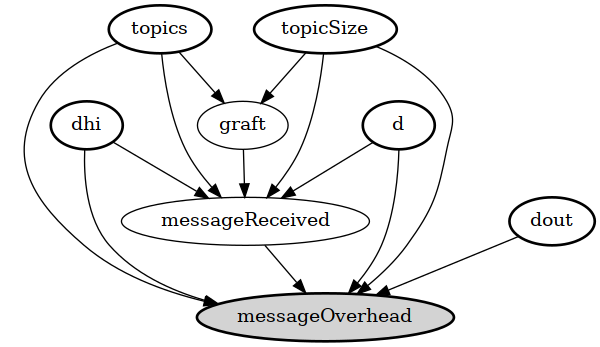 topics
topicSize
dhi
graft
d
messageReceived
dout
messageOverhead